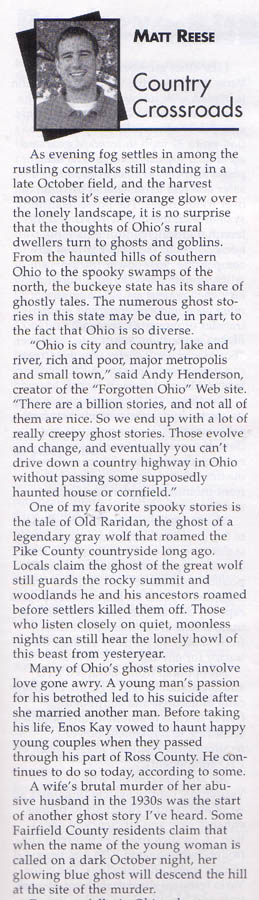 MATT REESE
Country
Crossroads
As evening fog settles in among the
rustling cornstalks still standing in a
late October field, and the harvest
moon casts it's eerie orange glow over
the lonely landscape, it is no surprise
that the thoughts of Ohio's rural
dwellers turn to ghosts and goblins.
From the haunted hills of southern
Ohio to the spooky swamps of the
north, the buckeye state has its share of
ghostly tales. The numerous ghost sto-
ries in this state may be due, in part, to
the fact that Ohio is so diverse.
"Ohio is city and country, lake and
river, rich and poor, major metropolis
and small town," said Andy Henderson,
creator of the "Forgotten Ohio" Web site.
"There are a billion stories, and not all of
them are nice. So we end up with a lot of
really creepy ghost stories. Those evolve
and change, and eventually you can't
drive down a country highway in Ohio
without passing some supposedly
haunted house or cornfield."
One of my favorite spooky stories is
the tale of Old Raridan, the ghost of a
legendary gray wolf that roamed the
Pike County countryside long ago.
Locals claim the ghost of the great wolf
still guards the rocky summit and
woodlands he and his ancestors roamed
before settlers killed them off. Those
who listen closely on quiet, moonless
nights can still hear the lonely howl of
this beast from yesteryear.
Many of Ohio's ghost stories involve
love gone awry. A young man's passion
for his betrothed led to his suicide after
she married another man. Before taking
his life, Enos Kay vowed to haunt happy
young couples when they passed
through his part of Ross County. He con-
tinues to do so today, according to some.
A wife's brutal murder of her abu-
sive husband in the 1930s was the start
of another ghost story I've heard. Some
Fairfield County residents claim that
when the name of the young woman is
called on a dark October night, her
glowing blue ghost will descend the hill
at the site of the murder.